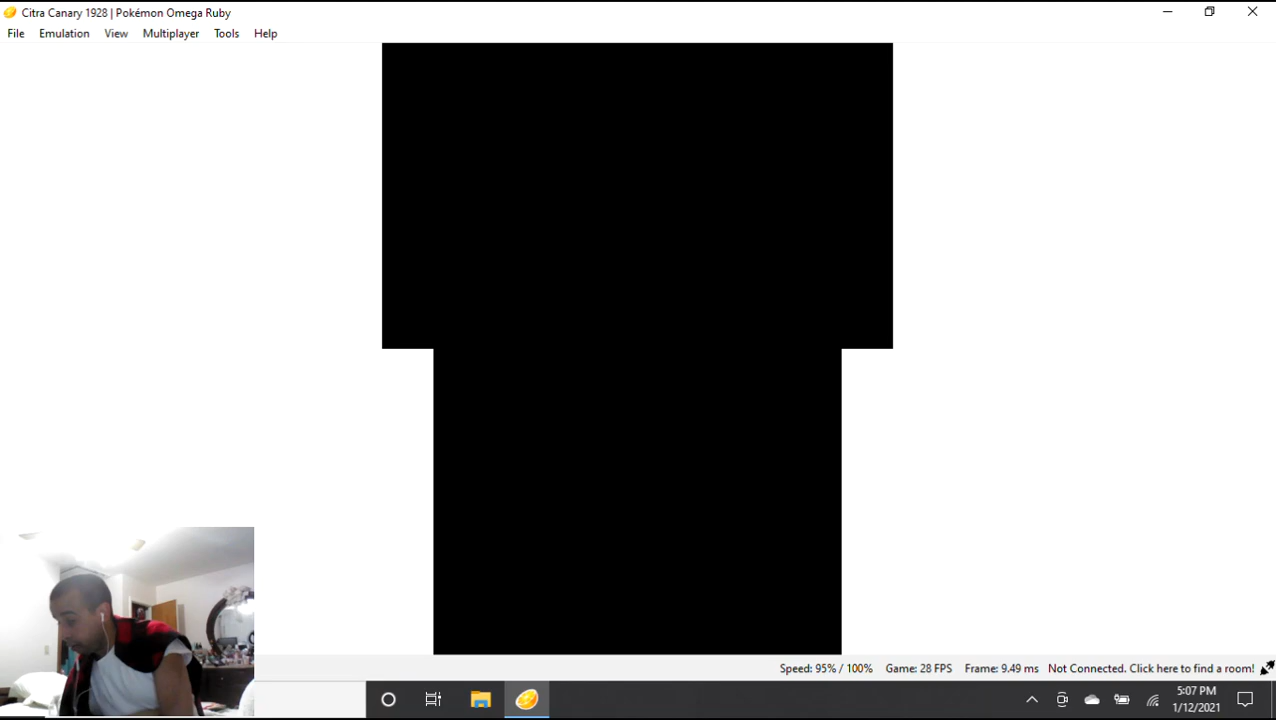 Citra Canary 1928 | Pokémon Omega Ruby
File Emulation View Multiplayer Tools Help
Speed: 95% / 100% Game: 28 FPS Frame: 9.49 ms Not Connected. Click here to find a room!
5:07 PM
1/12/2021